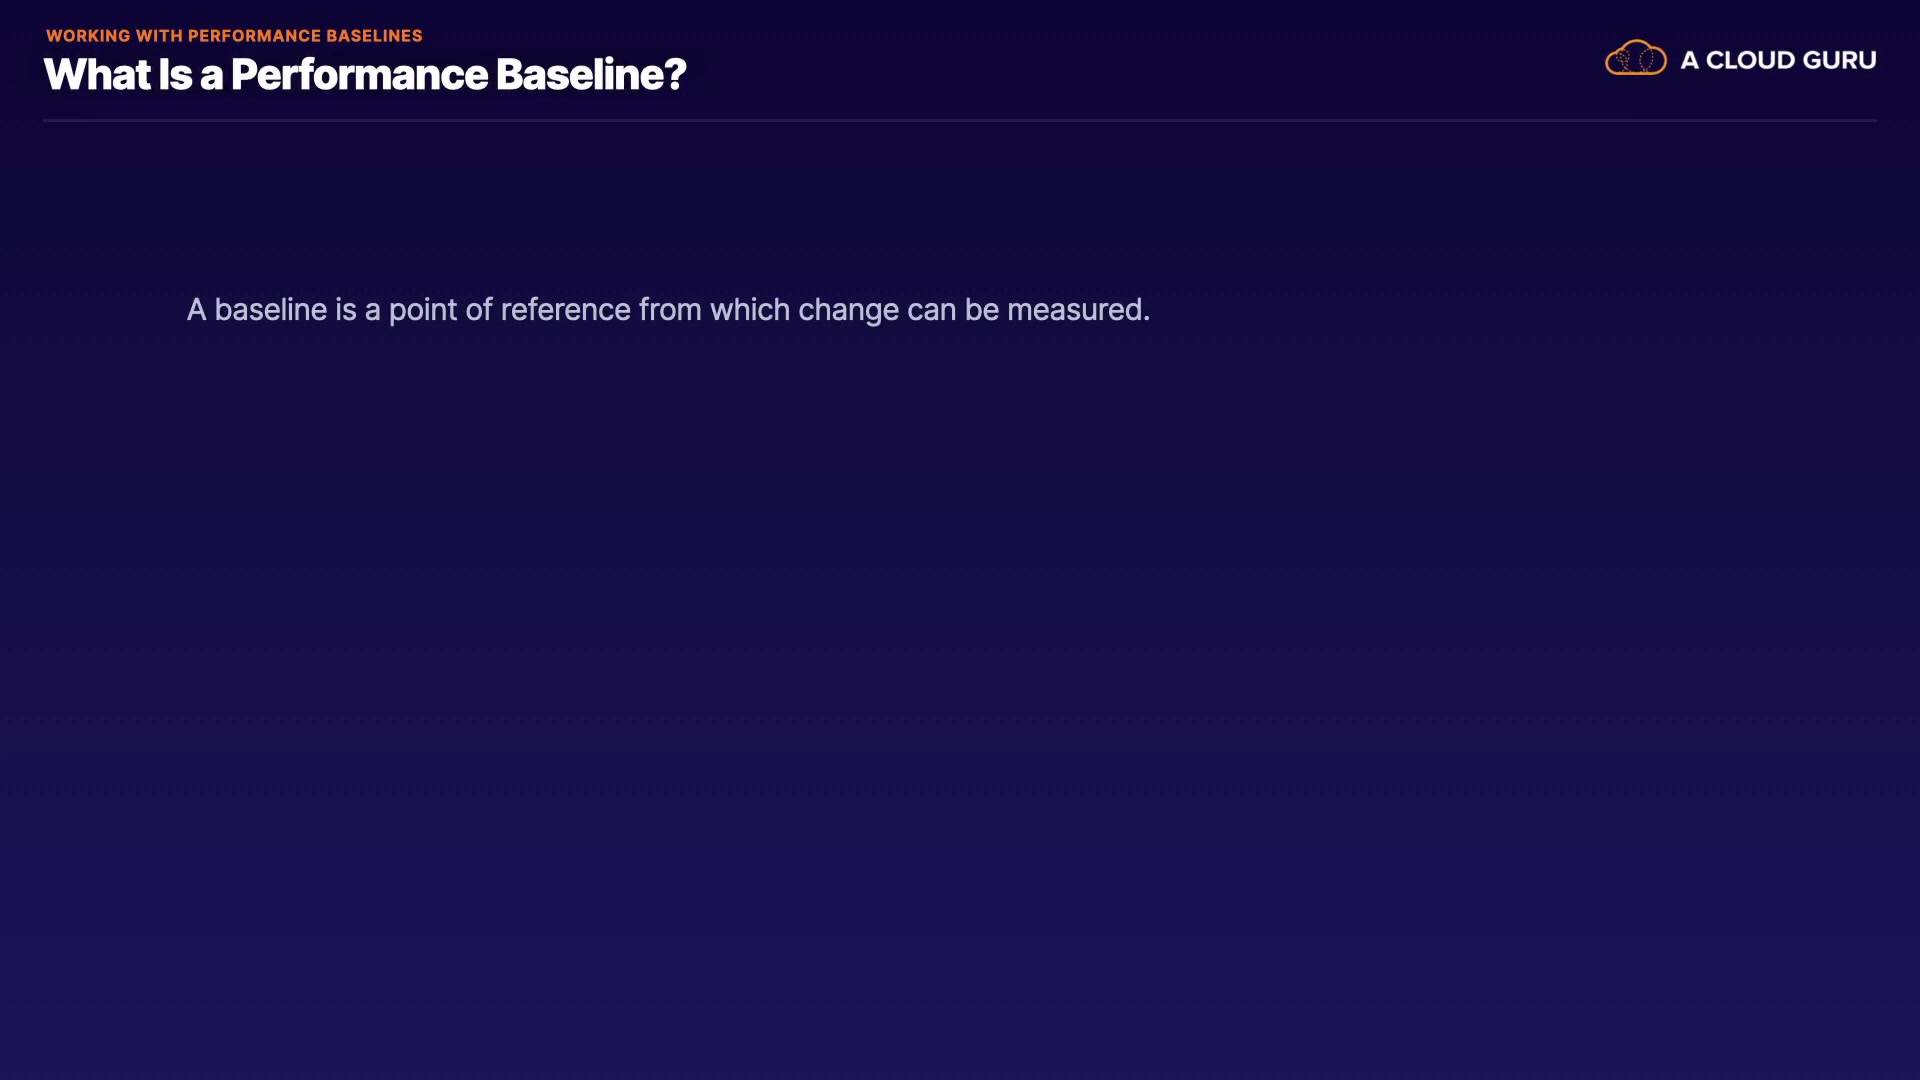 WORKING WITH PERFORMANCE BASELINES
What Is a Performance Baseline?
A CLOUD GURU
A baseline is a point of reference from which change can be measured.